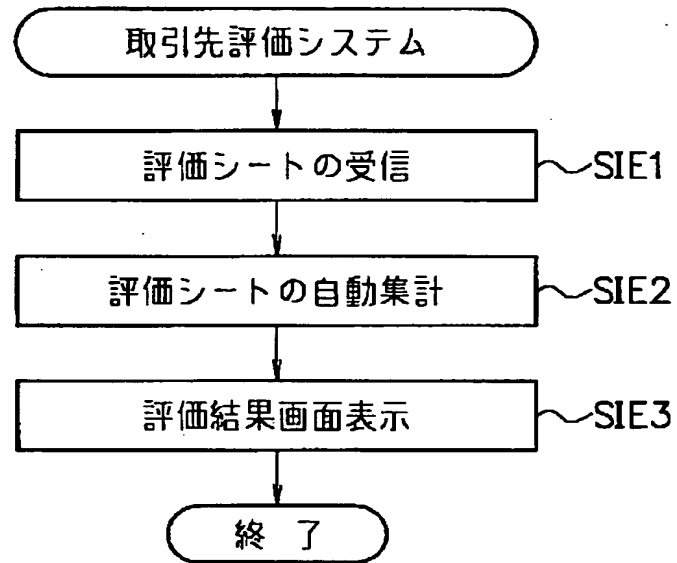 取引先評価システム
評価シートの受信
SIE1
評価シートの自動集計
SIE2
評価結果画面表示
SIE3
終 了